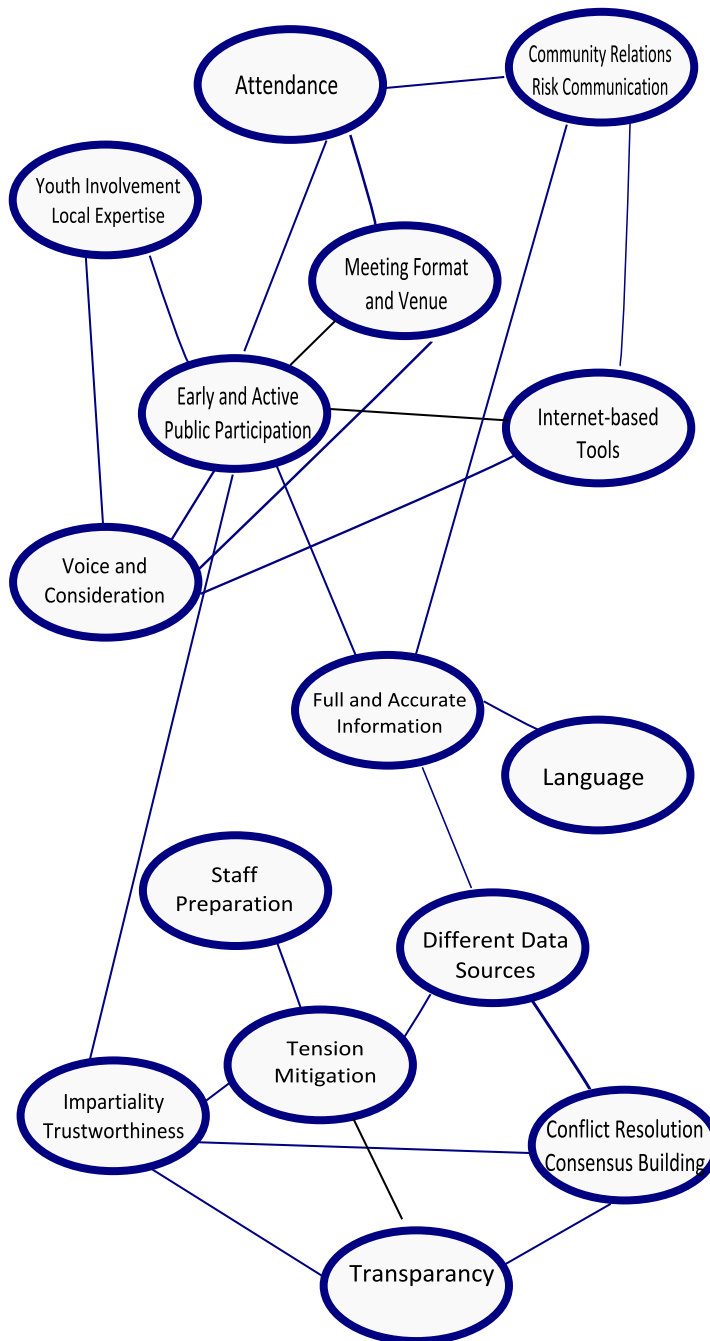 Attendance
Community Relations
Risk Communication
Youth Involvement
Local Expertise
Meeting Format
and Venue
Early and Active
Public Participation
Internet-based
Tools
Voice and
Consideration
Full and Accurate
Information
Language
Staff
Preparation
Different Data
Sources
Tension
Mitigation
Impartiality
Trustworthiness
Conflict Resolution
Consensus Building
Transparancy